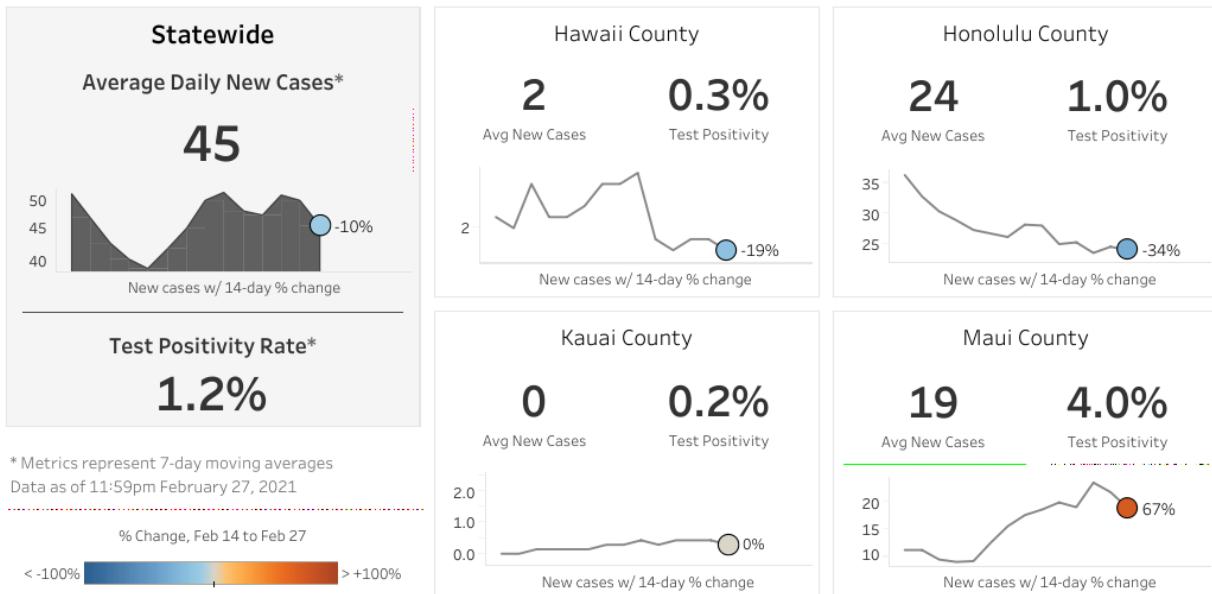 Statewide
Average Daily New Cases*
45
50
45
40
-10%
New cases w/ 14-day % change
Test Positivity Rate*
1.2%
* Metrics represent 7-day moving averages
Data as of 11:59pm February 27, 2021
% Change, Feb 14 to Feb 27
< -100% > +100%
Hawaii County
2 0.3%
Avg New Cases Test Positivity
2
-19%
New cases w/ 14-day % change
Honolulu County
24 1.0%
Avg New Cases Test Positivity
35
30
25
-34%
New cases w/ 14-day % change
Kauai County
0 0.2%
Avg New Cases Test Positivity
2.0
1.0
0.0
0%
New cases w/ 14-day % change
Maui County
19 4.0%
Avg New Cases Test Positivity
20
15
10
67%
New cases w/ 14-day % change